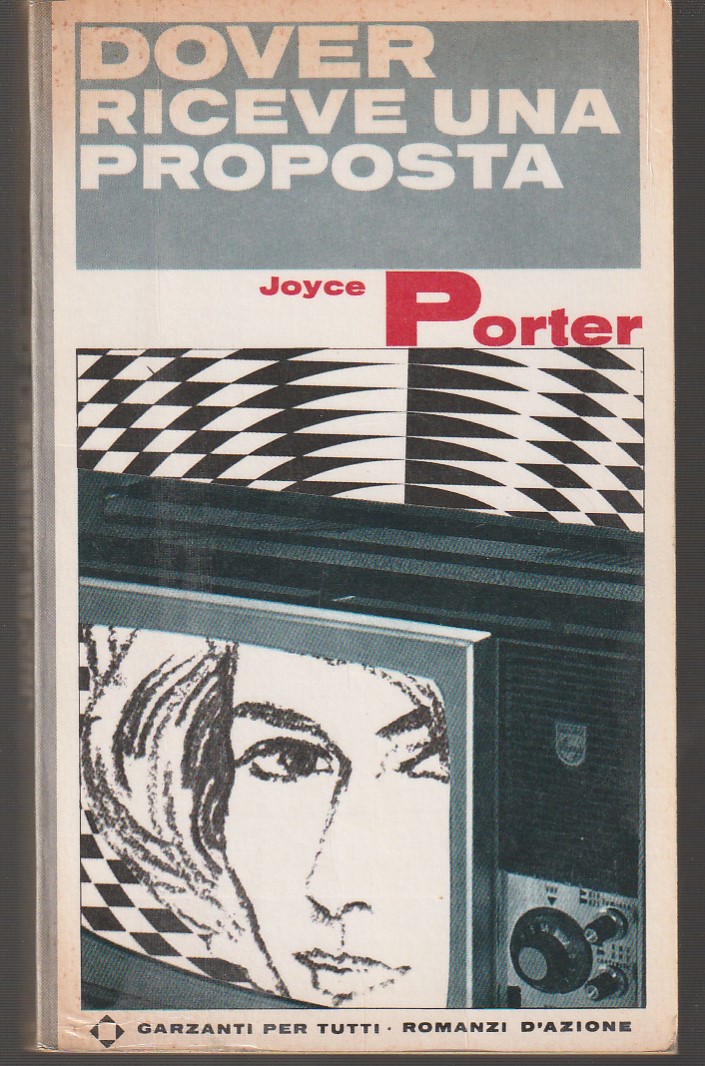 DOVER
RICEVE UNA
PROPOSTA
Joyce Porter
GARZANTI PER TUTTI · ROMANZI D'AZIONE